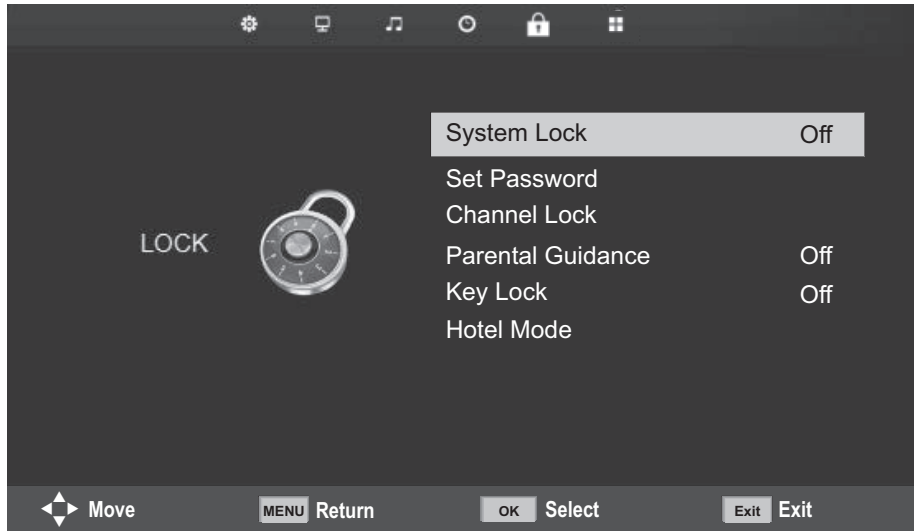 System Lock Off
Set Password
Channel Lock
LOCK
Parental Guidance Off
Key Lock Off
Hotel Mode
Move MENU Return OK Select Exit Exit